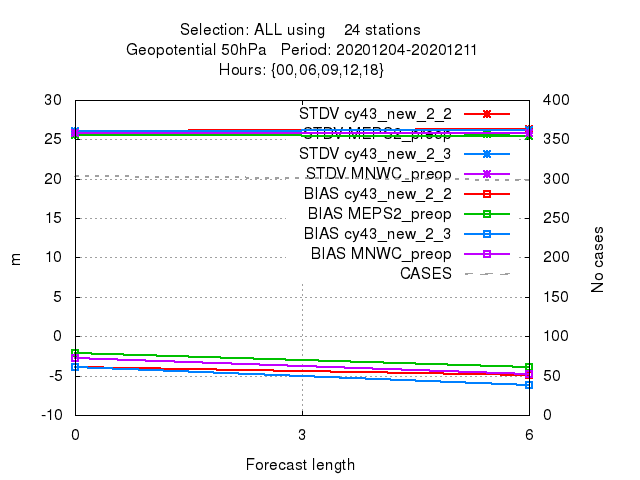 Selection: ALL using 24 stations
Geopotential 50hPa Period: 20201204-20201211
Hours: {00,06,09,12,18}
30 400
STDV cy43_new_2_2
25 350
STDV MEPS2_preop
STDV cy43_new_2_3
20 300
STDV MNWC_preop
BIAS cy43_new_2_2
15 250
BIAS MEPS2_preop
BIAS cy43_new_2_3
10 200
BIAS MNWC_preop
CASES
5 150
0 100
-5 50
-10 0
m
No cases
0 3 6
Forecast length